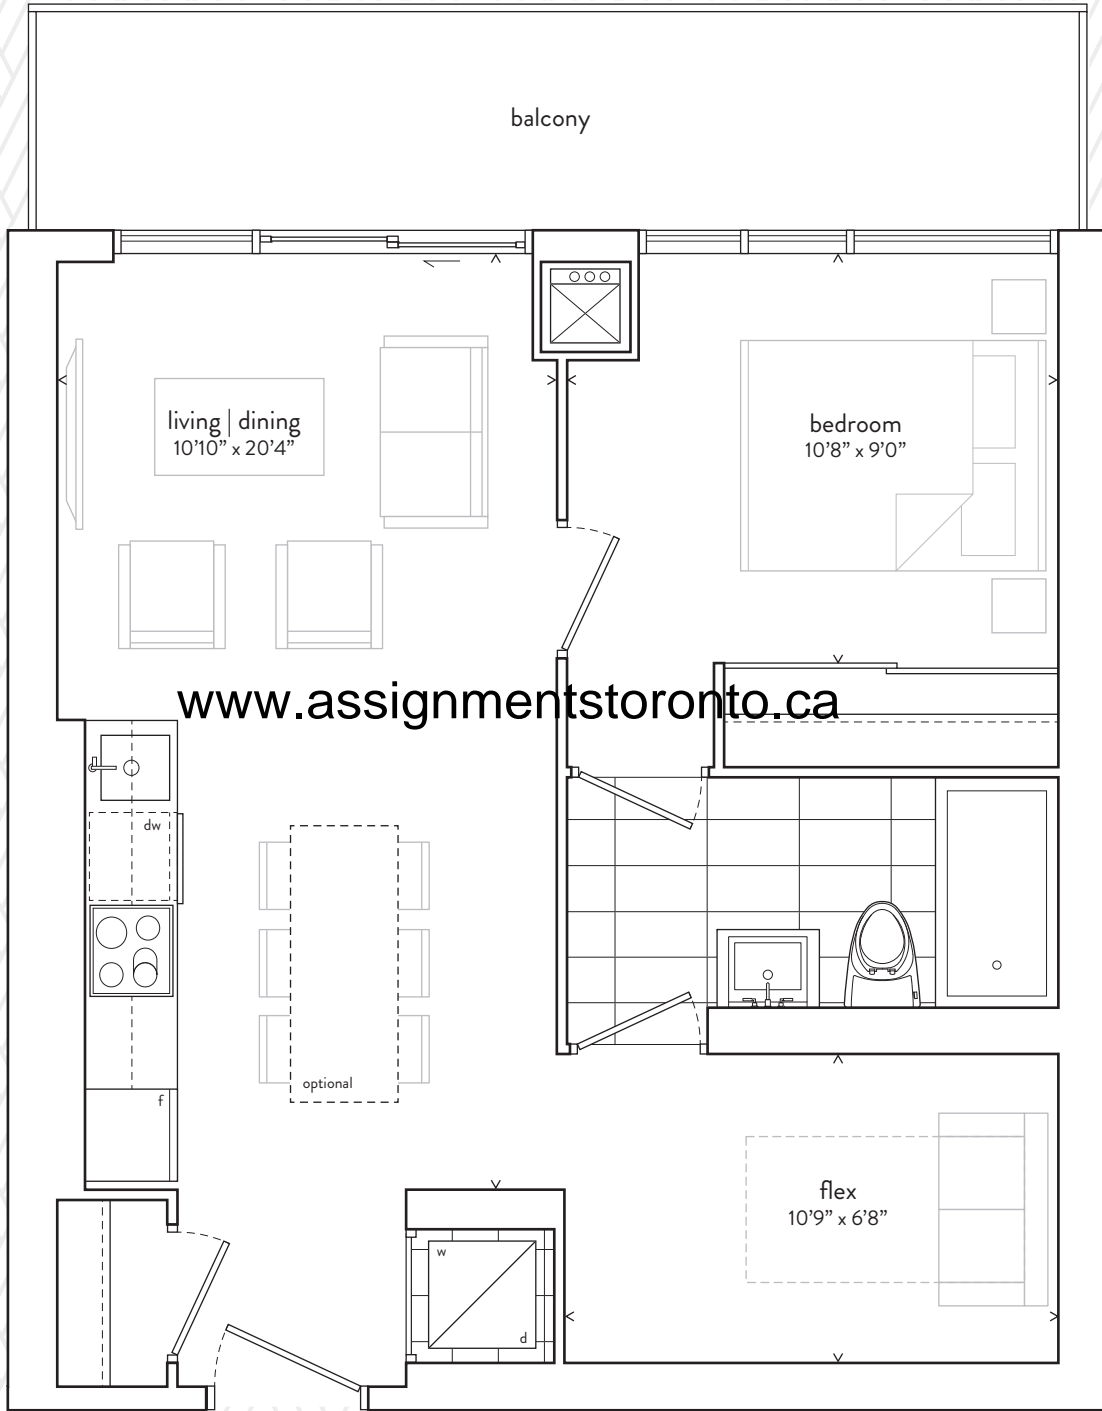 balcony
living | dining
10’10” x 20’4”
bedroom
10’8” x 9’0”
www.assignmentstoronto.ca
dw
optional
f
flex
10’9” x 6’8”
w
d